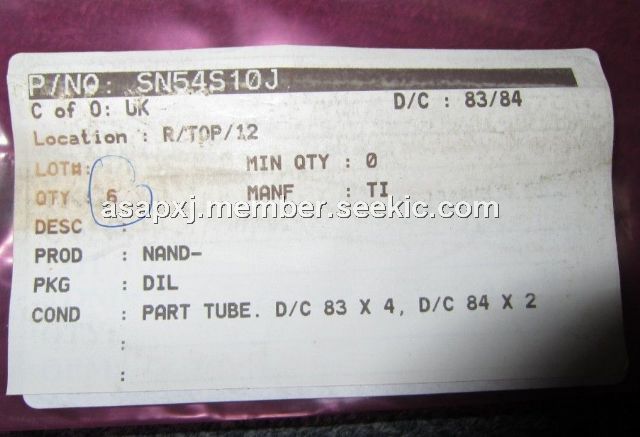 P/NO: SN54S10J
C of O: UK D/C : 83/84
Location : R/TOP/12
LOT#: MIN QTY : 0
QTY : 6 MANF : TI
asapxj.member.seekic.com
DESC :
PROD : NAND-
PKG : DIL
COND : PART TUBE. D/C 83 X 4, D/C 84 X 2
:
: